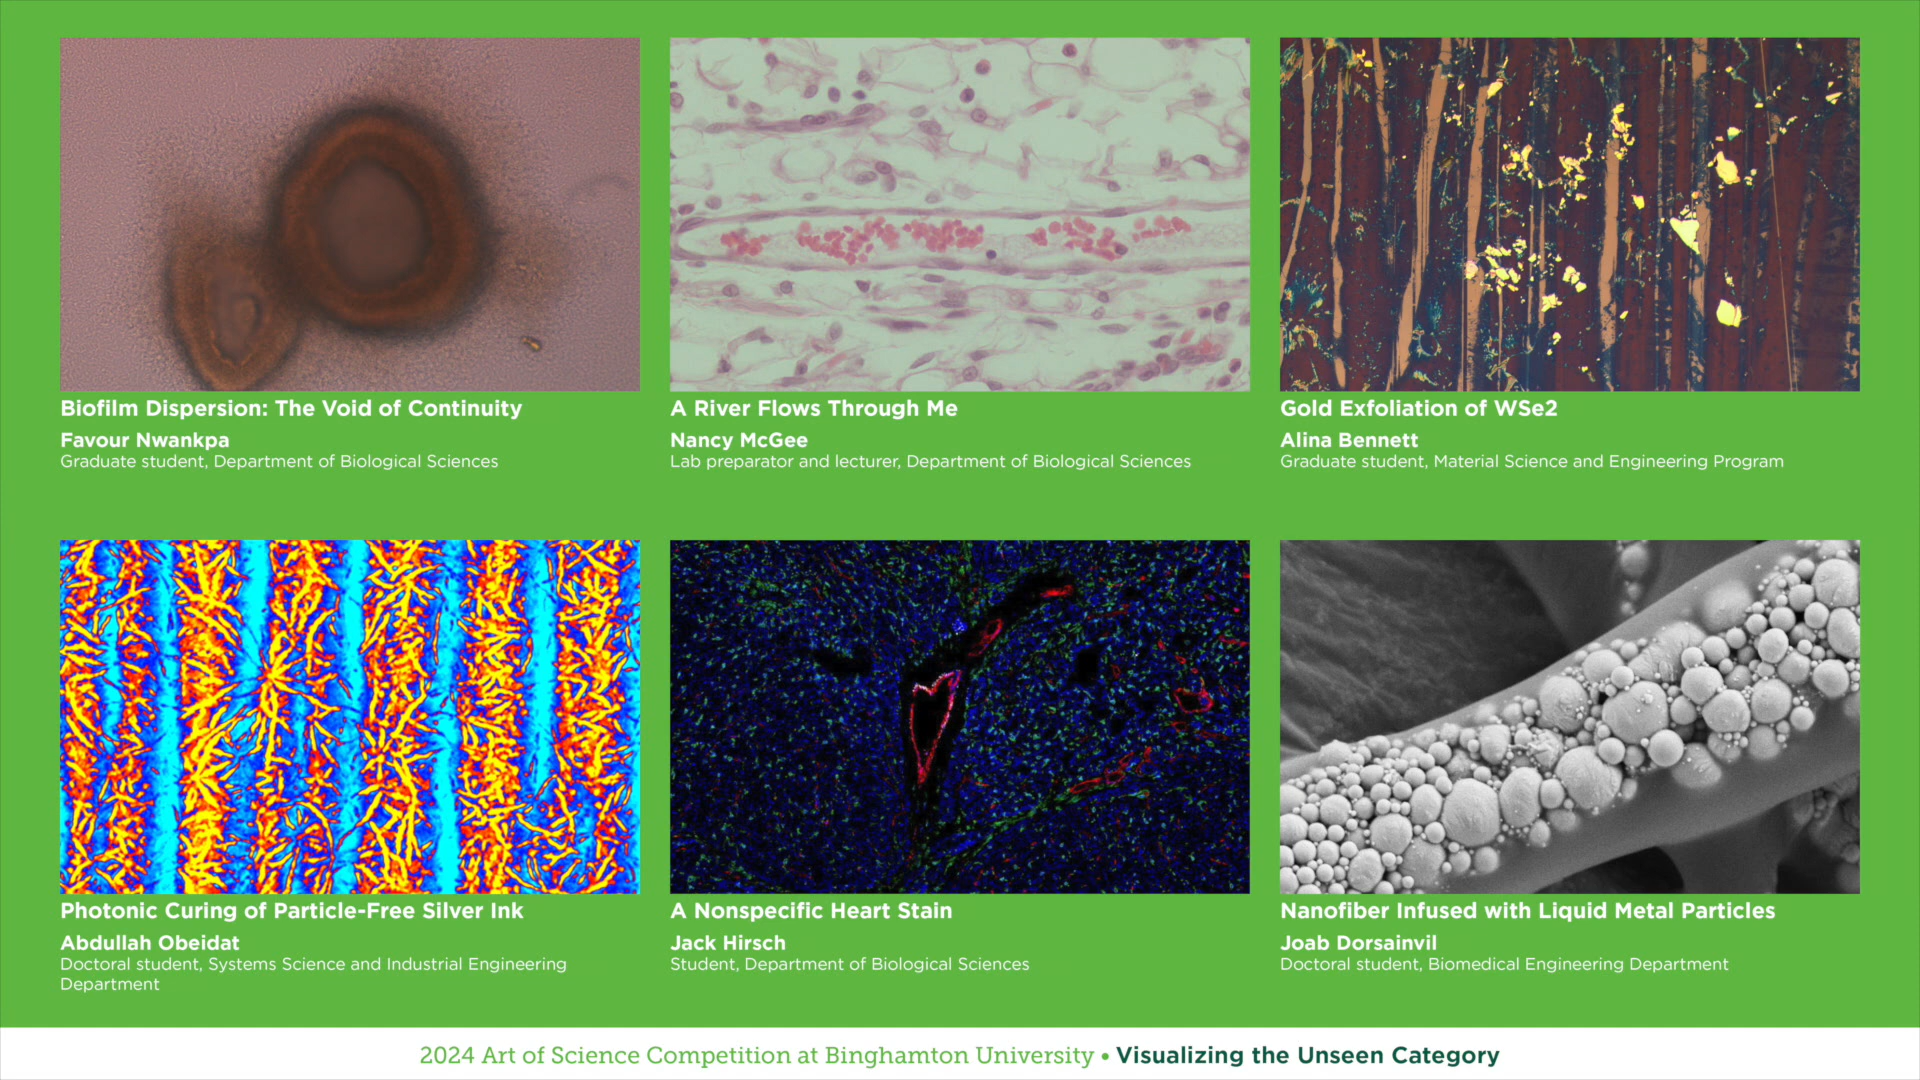 Biofilm Dispersion: The Void of Continuity
Favour Nwankpa
Graduate student, Department of Biological Sciences
A River Flows Through Me
Nancy McGee
Lab preparator and lecturer, Department of Biological Sciences
Gold Exfoliation of WSe2
Alina Bennett
Graduate student, Material Science and Engineering Program
Photonic Curing of Particle-Free Silver Ink
Abdullah Obeidat
Doctoral student, Systems Science and Industrial Engineering
Department
A Nonspecific Heart Stain
Jack Hirsch
Student, Department of Biological Sciences
Nanofiber Infused with Liquid Metal Particles
Joab Dorsainvil
Doctoral student, Biomedical Engineering Department
2024 Art of Science Competition at Binghamton University • Visualizing the Unseen Category